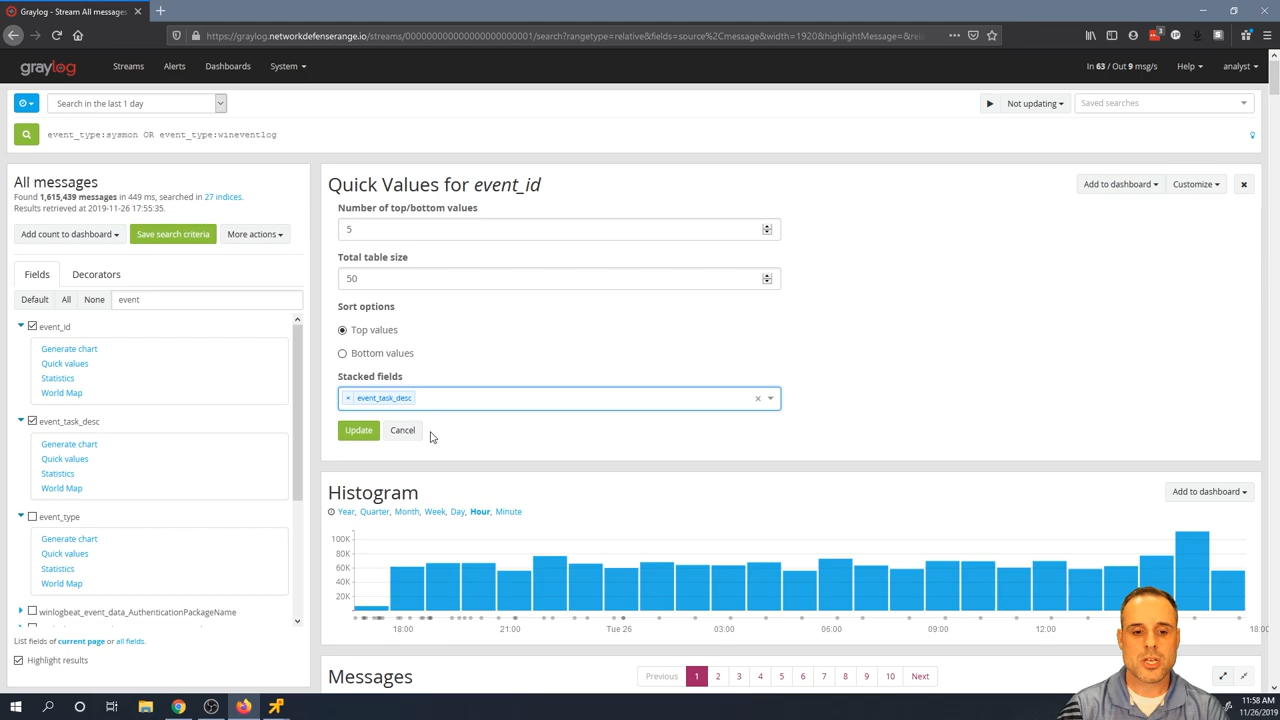 Graylog - Stream All messages
https://graylog.networkdefenserange.io/streams/000000000000000000000001/search?rangetype=relative&fields=source%2Cmessage&width=1920&highlightMessage=&rel
graylog Streams Alerts Dashboards System In 63 / Out 9 msg/s Help analyst
Search in the last 1 day Not updating Saved searches
event_type:sysmon OR event_type:wineventlog
All messages
Found 1,615,439 messages in 449 ms, searched in 27 indices.
Results retrieved at 2019-11-26 17:55:35.
Add count to dashboard Save search criteria More actions
Fields Decorators
Default All None event
event_id
Generate chart
Quick values
Statistics
World Map
event_task_desc
Generate chart
Quick values
Statistics
World Map
event_type
Generate chart
Quick values
Statistics
World Map
winlogbeat_event_data_AuthenticationPackageName
List fields of current page or all fields.
Highlight results
Quick Values for event_id Add to dashboard Customize
Number of top/bottom values
5
Total table size
50
Sort options
Top values
Bottom values
Stacked fields
× event_task_desc
Update Cancel
Histogram Add to dashboard
Year, Quarter, Month, Week, Day, Hour, Minute
100K
80K
60K
40K
20K
18:00 21:00 Tue 26 03:00 06:00 09:00 12:00 18:00
Messages Previous 1 2 3 4 5 6 7 8 9 10 Next
11:58 AM
11/26/2019